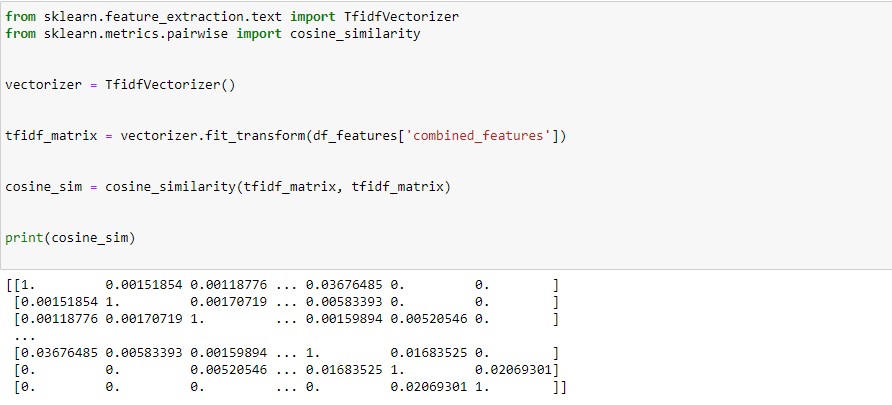 from sklearn.feature_extraction.text import TfidfVectorizer
from sklearn.metrics.pairwise import cosine_similarity
vectorizer = TfidfVectorizer()
tfidf_matrix = vectorizer.fit_transform(df_features['combined_features'])
cosine_sim = cosine_similarity(tfidf_matrix, tfidf_matrix)
print(cosine_sim)
[[1.         0.00151854 0.00118776 ... 0.03676485 0.         0.        ]
 [0.00151854 1.         0.00170719 ... 0.00583393 0.         0.        ]
 [0.00118776 0.00170719 1.         ... 0.00159894 0.00520546 0.        ]
 ...
 [0.03676485 0.00583393 0.00159894 ... 1.         0.01683525 0.        ]
 [0.         0.         0.00520546 ... 0.01683525 1.         0.02069301]
 [0.         0.         0.         ... 0.         0.02069301 1.        ]]